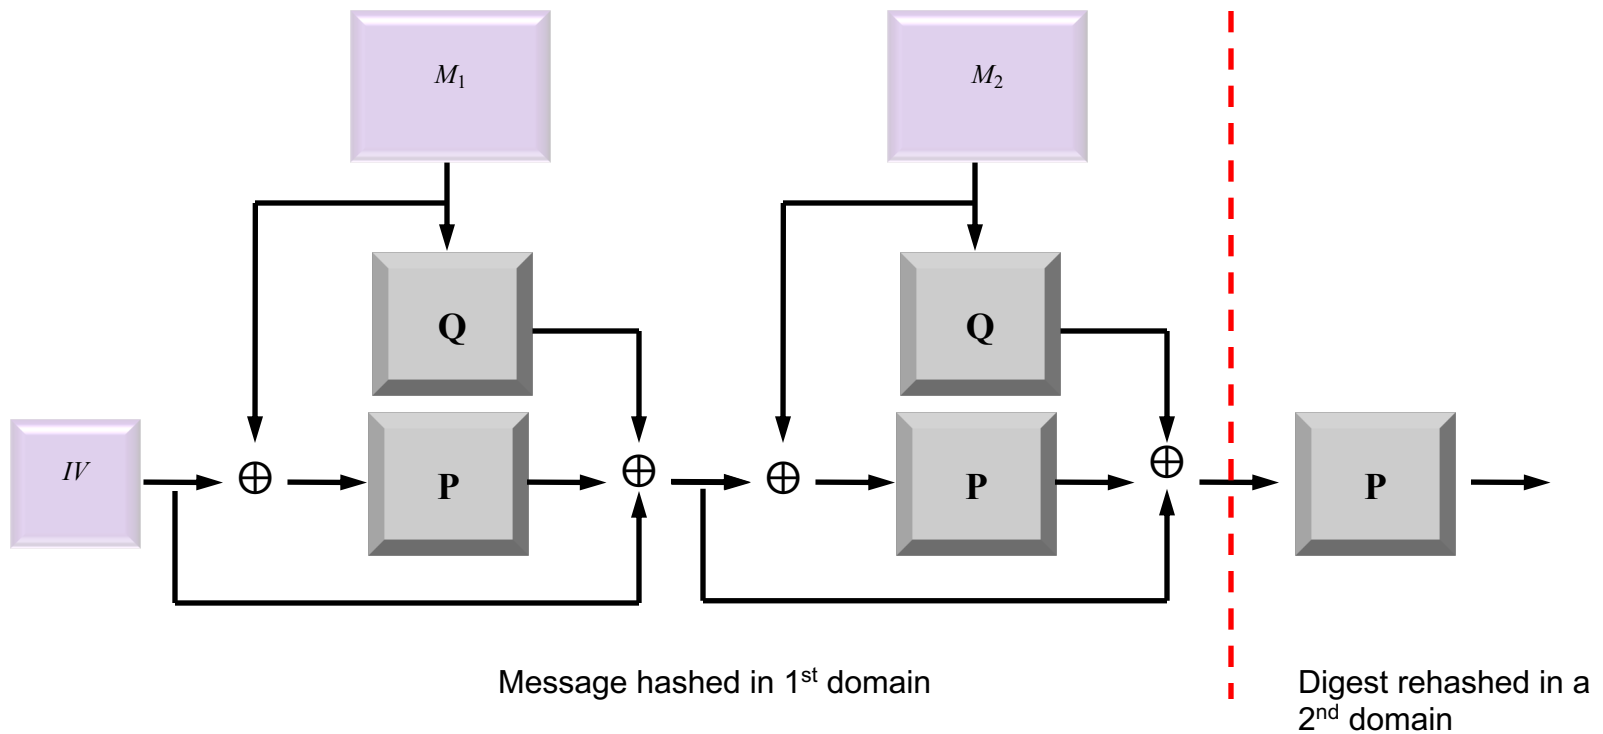 M₁
M₂
Q
Q
IV
⊕
P
⊕
⊕
P
⊕
P
Message hashed in 1ˢᵗ domain
Digest rehashed in a
2ⁿᵈ domain